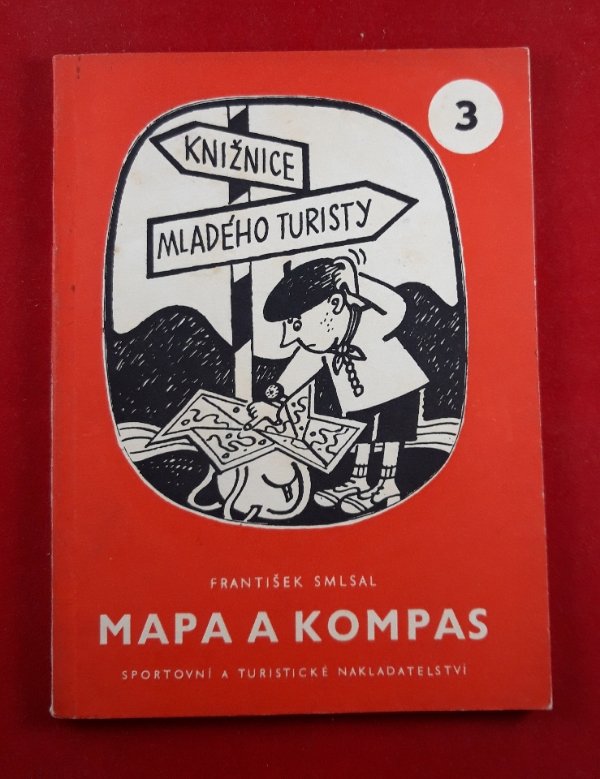 3
KNIŽNICE
MLADÉHO TURISTY
FRANTIŠEK SMLSAL
MAPA A KOMPAS
SPORTOVNÍ A TURISTICKÉ NAKLADATELSTVÍ